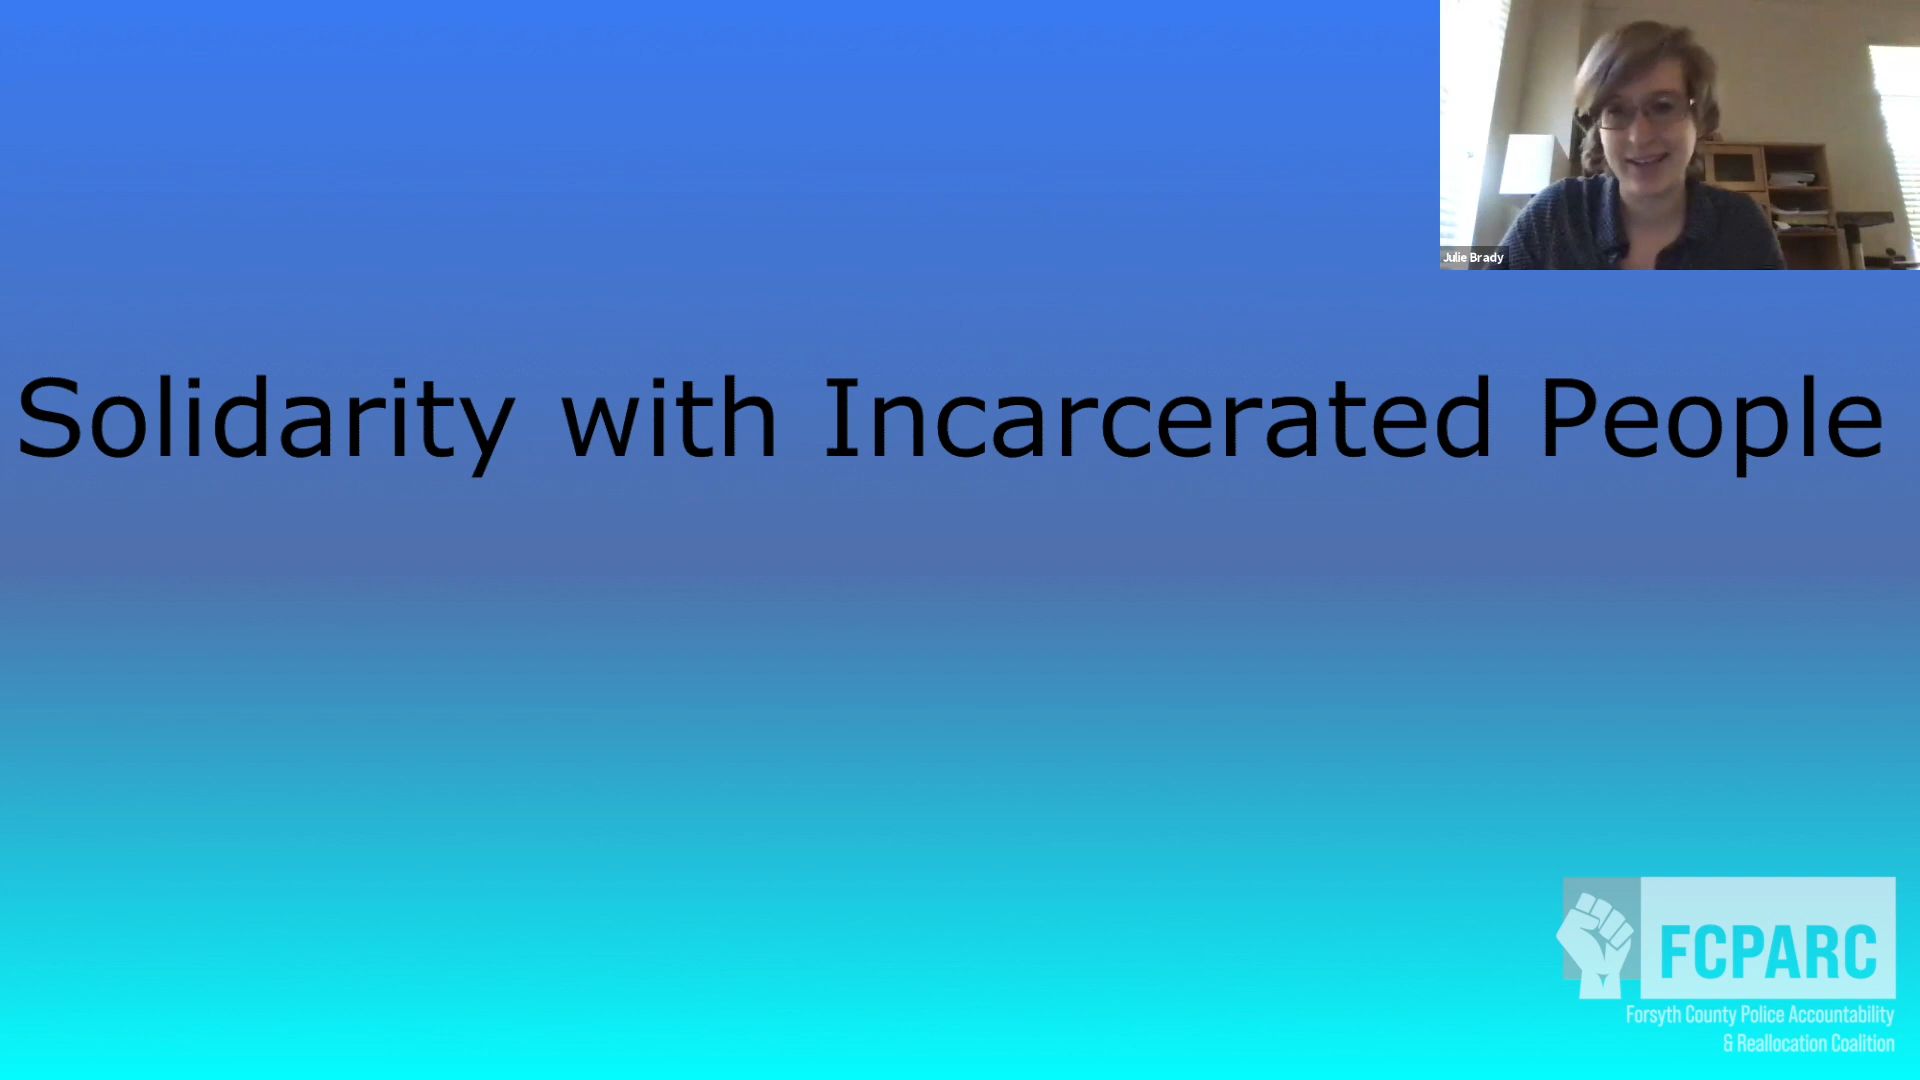 Julie Brady
Solidarity with Incarcerated People
FCPARC
Forsyth County Police Accountability
& Reallocation Coalition